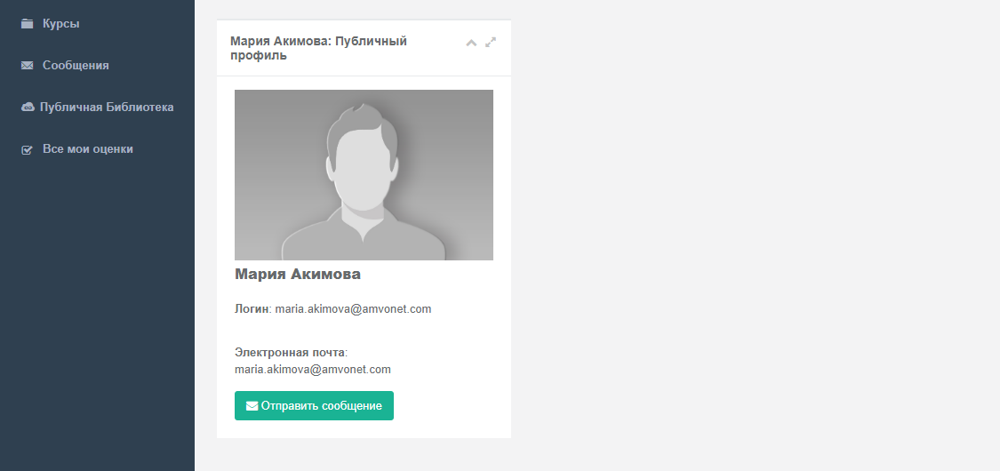 Курсы
Сообщения
Публичная Библиотека
Все мои оценки
Мария Акимова: Публичный
профиль
Мария Акимова
Логин: maria.akimova@amvonet.com
Электронная почта:
maria.akimova@amvonet.com
Отправить сообщение